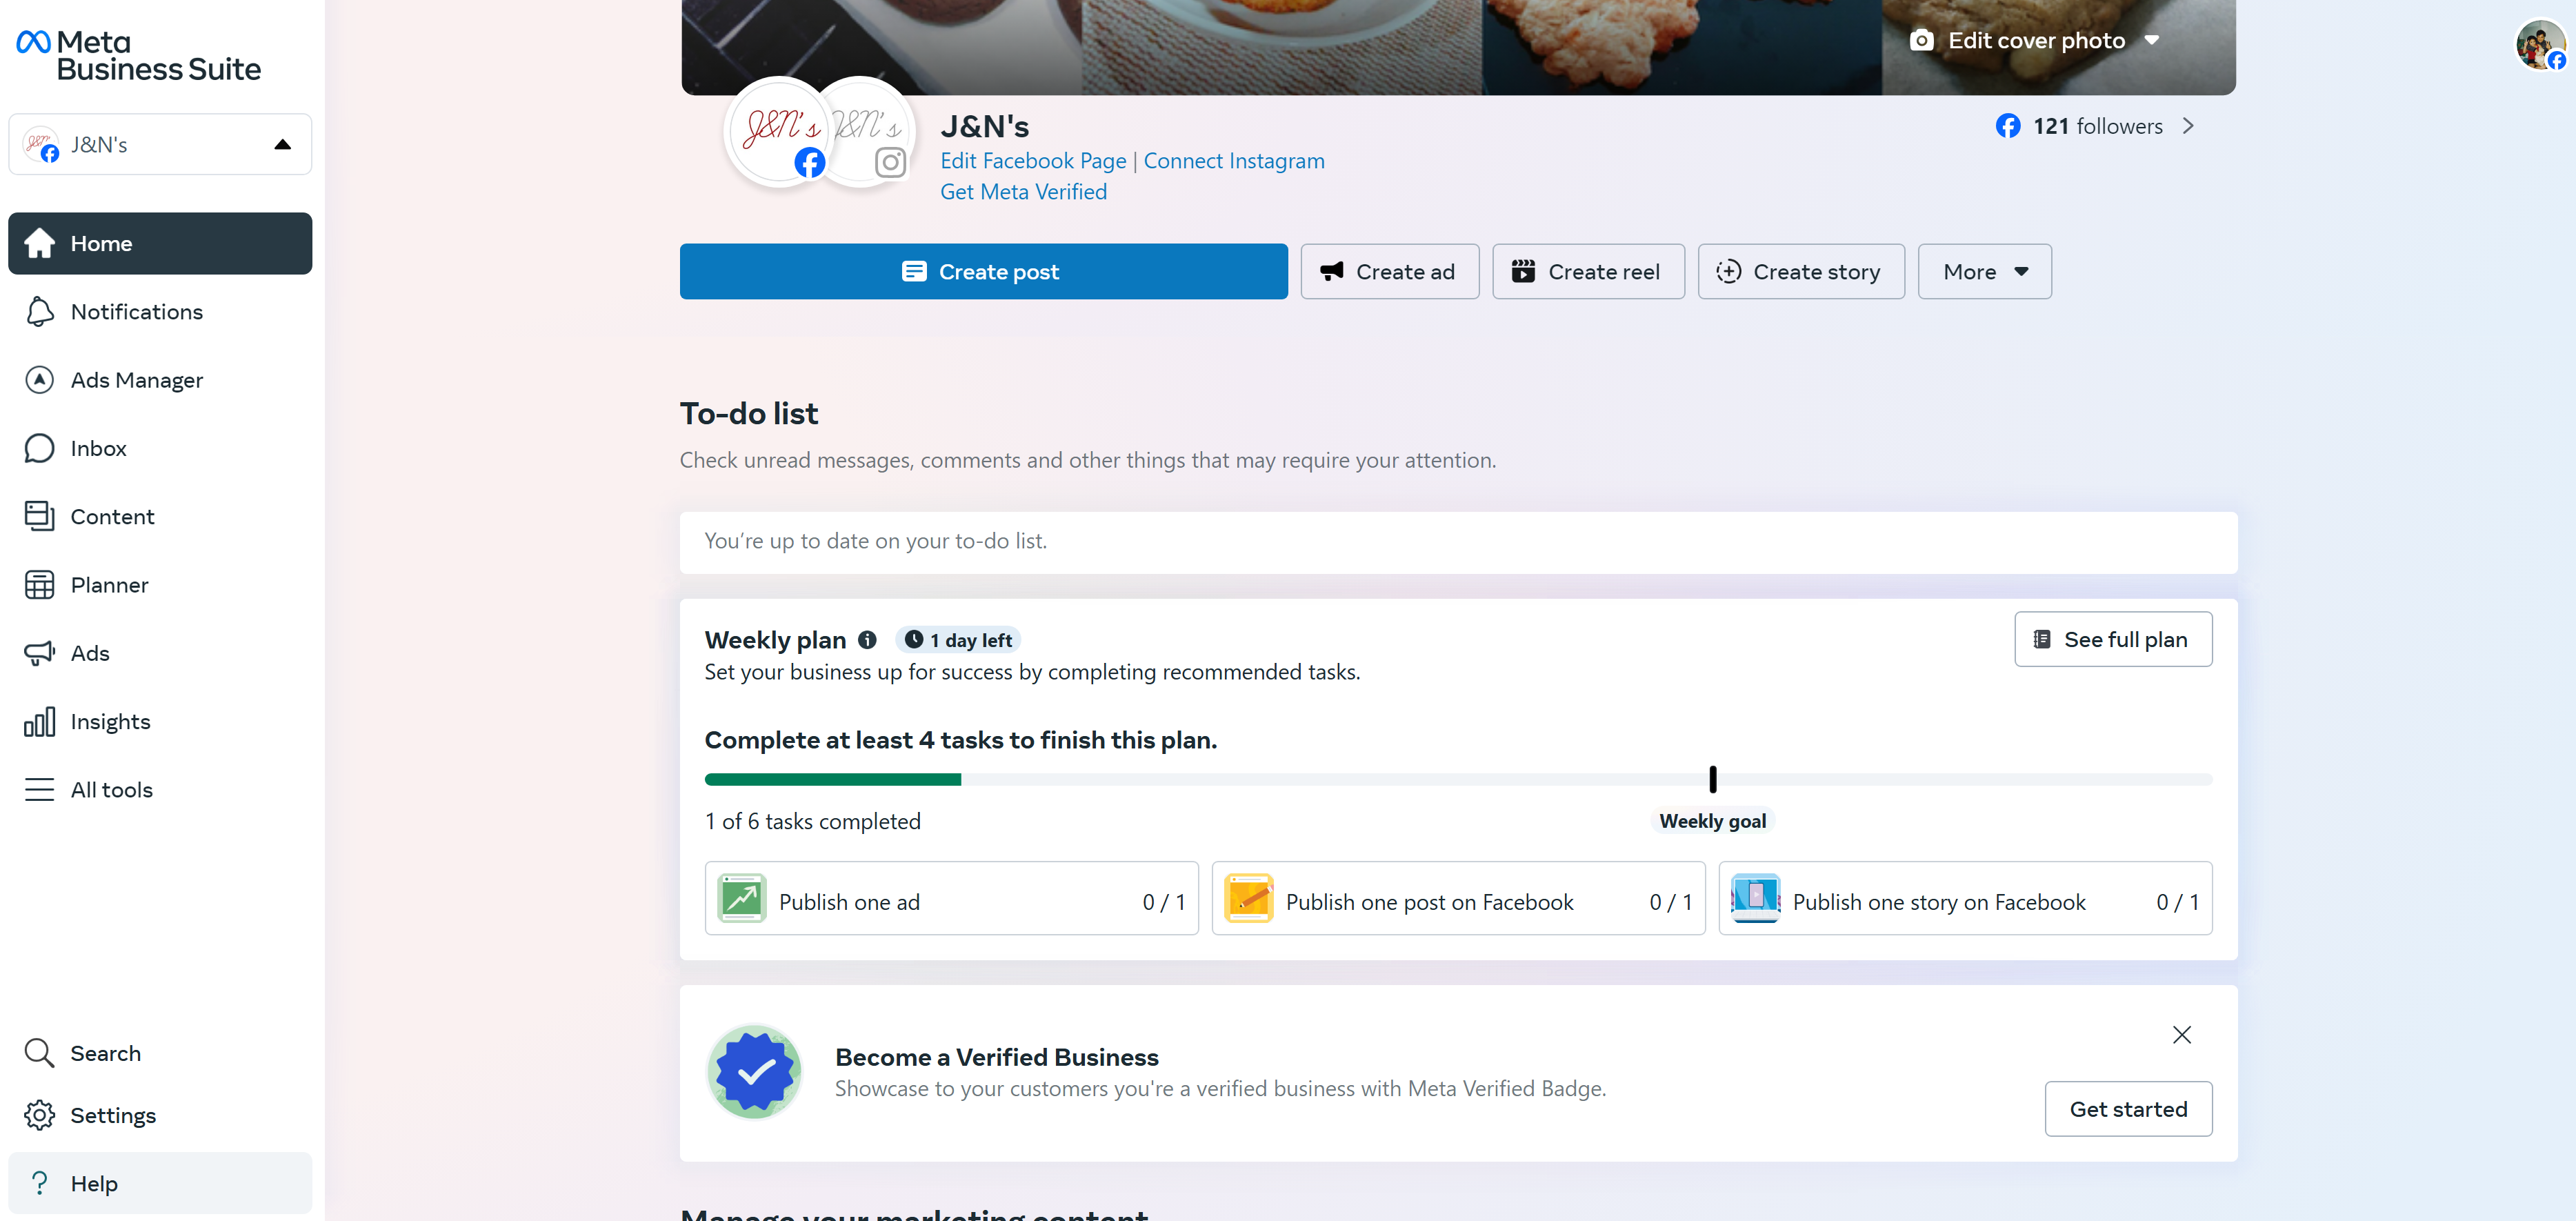 Meta
Business Suite
J&N's
Home
Notifications
Ads Manager
Inbox
Content
Planner
Ads
Insights
All tools
Search
Settings
Help
Edit cover photo
J&N's
J&N's
J&N's
121 followers
Edit Facebook Page | Connect Instagram
Get Meta Verified
Create post
Create ad
Create reel
Create story
More
To-do list
Check unread messages, comments and other things that may require your attention.
You're up to date on your to-do list.
Weekly plan
1 day left
See full plan
Set your business up for success by completing recommended tasks.
Complete at least 4 tasks to finish this plan.
1 of 6 tasks completed
Weekly goal
Publish one ad 0 / 1
Publish one post on Facebook 0 / 1
Publish one story on Facebook 0 / 1
Become a Verified Business
Showcase to your customers you're a verified business with Meta Verified Badge.
Get started
Manage your marketing content